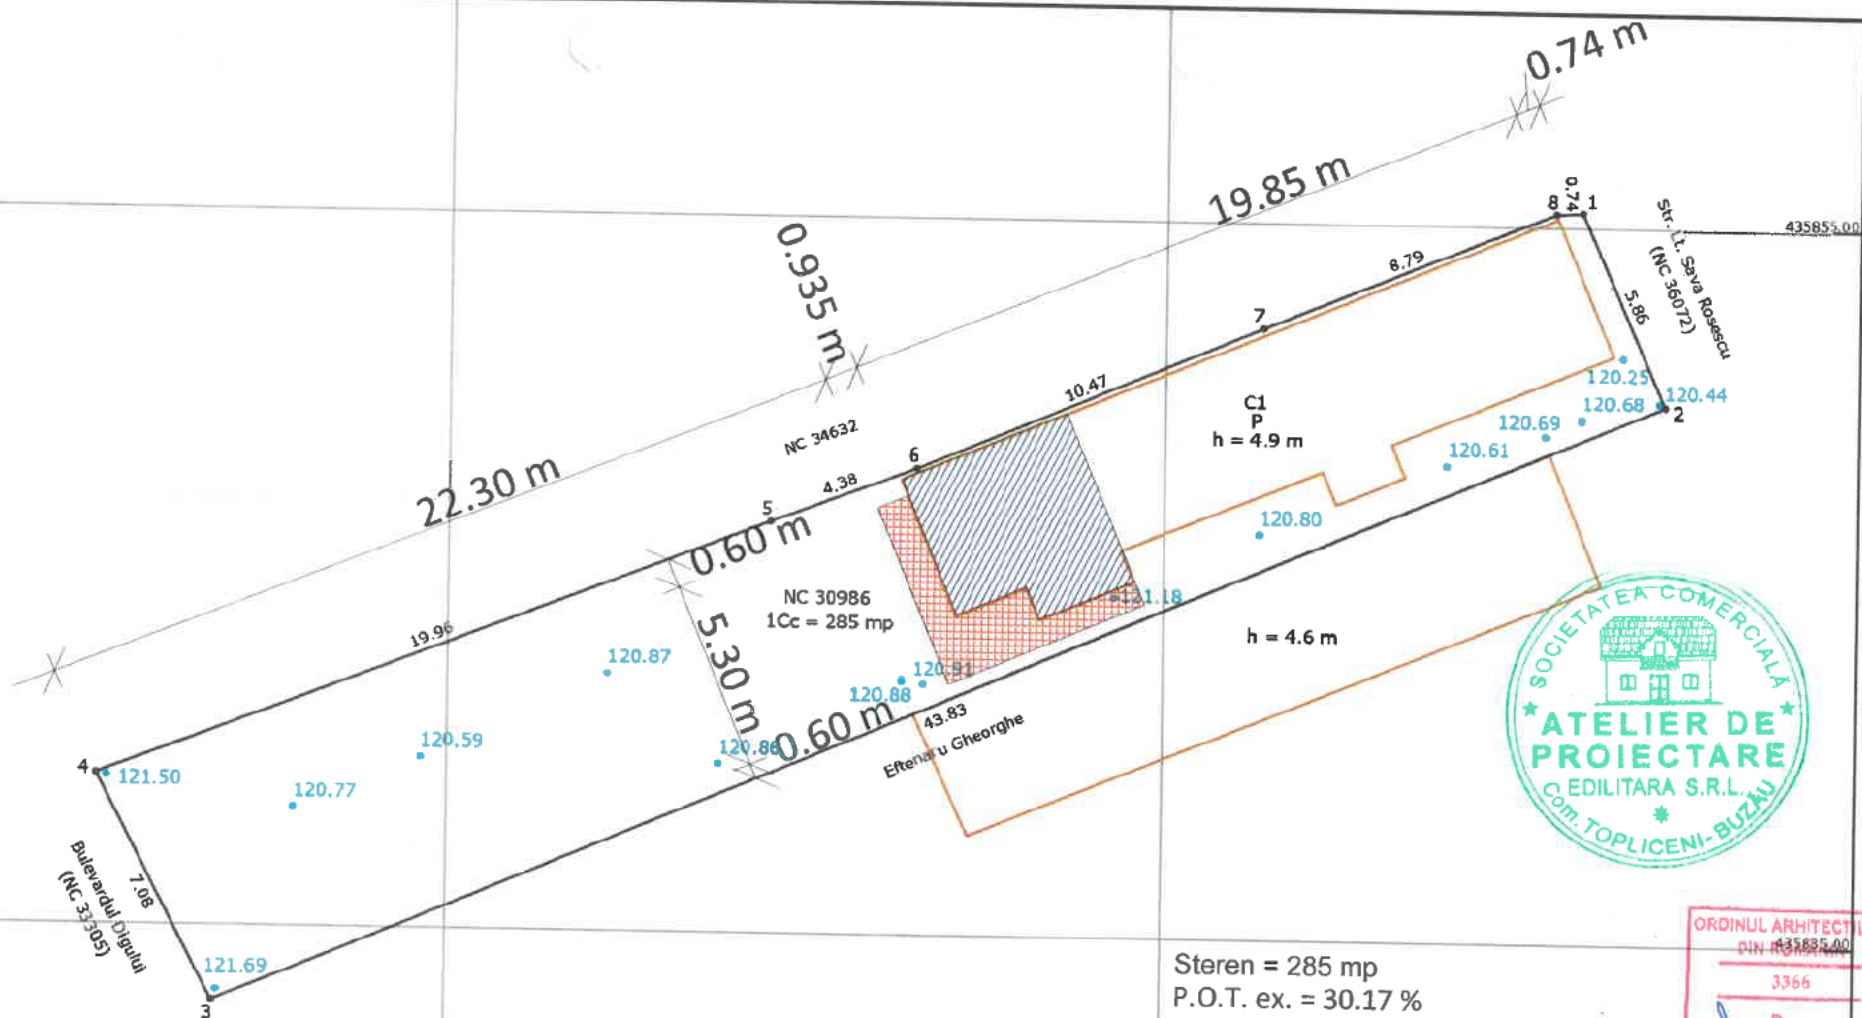 0.74 m
19.85 m
0.935 m
22.30 m
8
0.74
1
Str. Lt. Sava Rosescu
(NC 36072)
435855.00
8.79
5.86
7
10.47
NC 34632
6
4.38
5
0.60 m
C1
P
h = 4.9 m
120.25
120.44
2
120.68
120.69
120.61
120.80
NC 30986
1Cc = 285 mp
121.18
h = 4.6 m
19.96
5.30 m
120.87
120.91
120.88
120.86
0.60 m
43.83
Eftenaru Gheorghe
120.59
4
121.50
120.77
7.08
Bulevardul Digului
(NC 33305)
121.69
3
SOCIETATEA COMERCIALĂ
ATELIER DE
PROIECTARE
EDILITARA S.R.L.
Com. TOPLICENI-BUZĂU
Steren = 285 mp
P.O.T. ex. = 30.17 %
ORDINUL
DIN ROMANIA
435835.00
3366